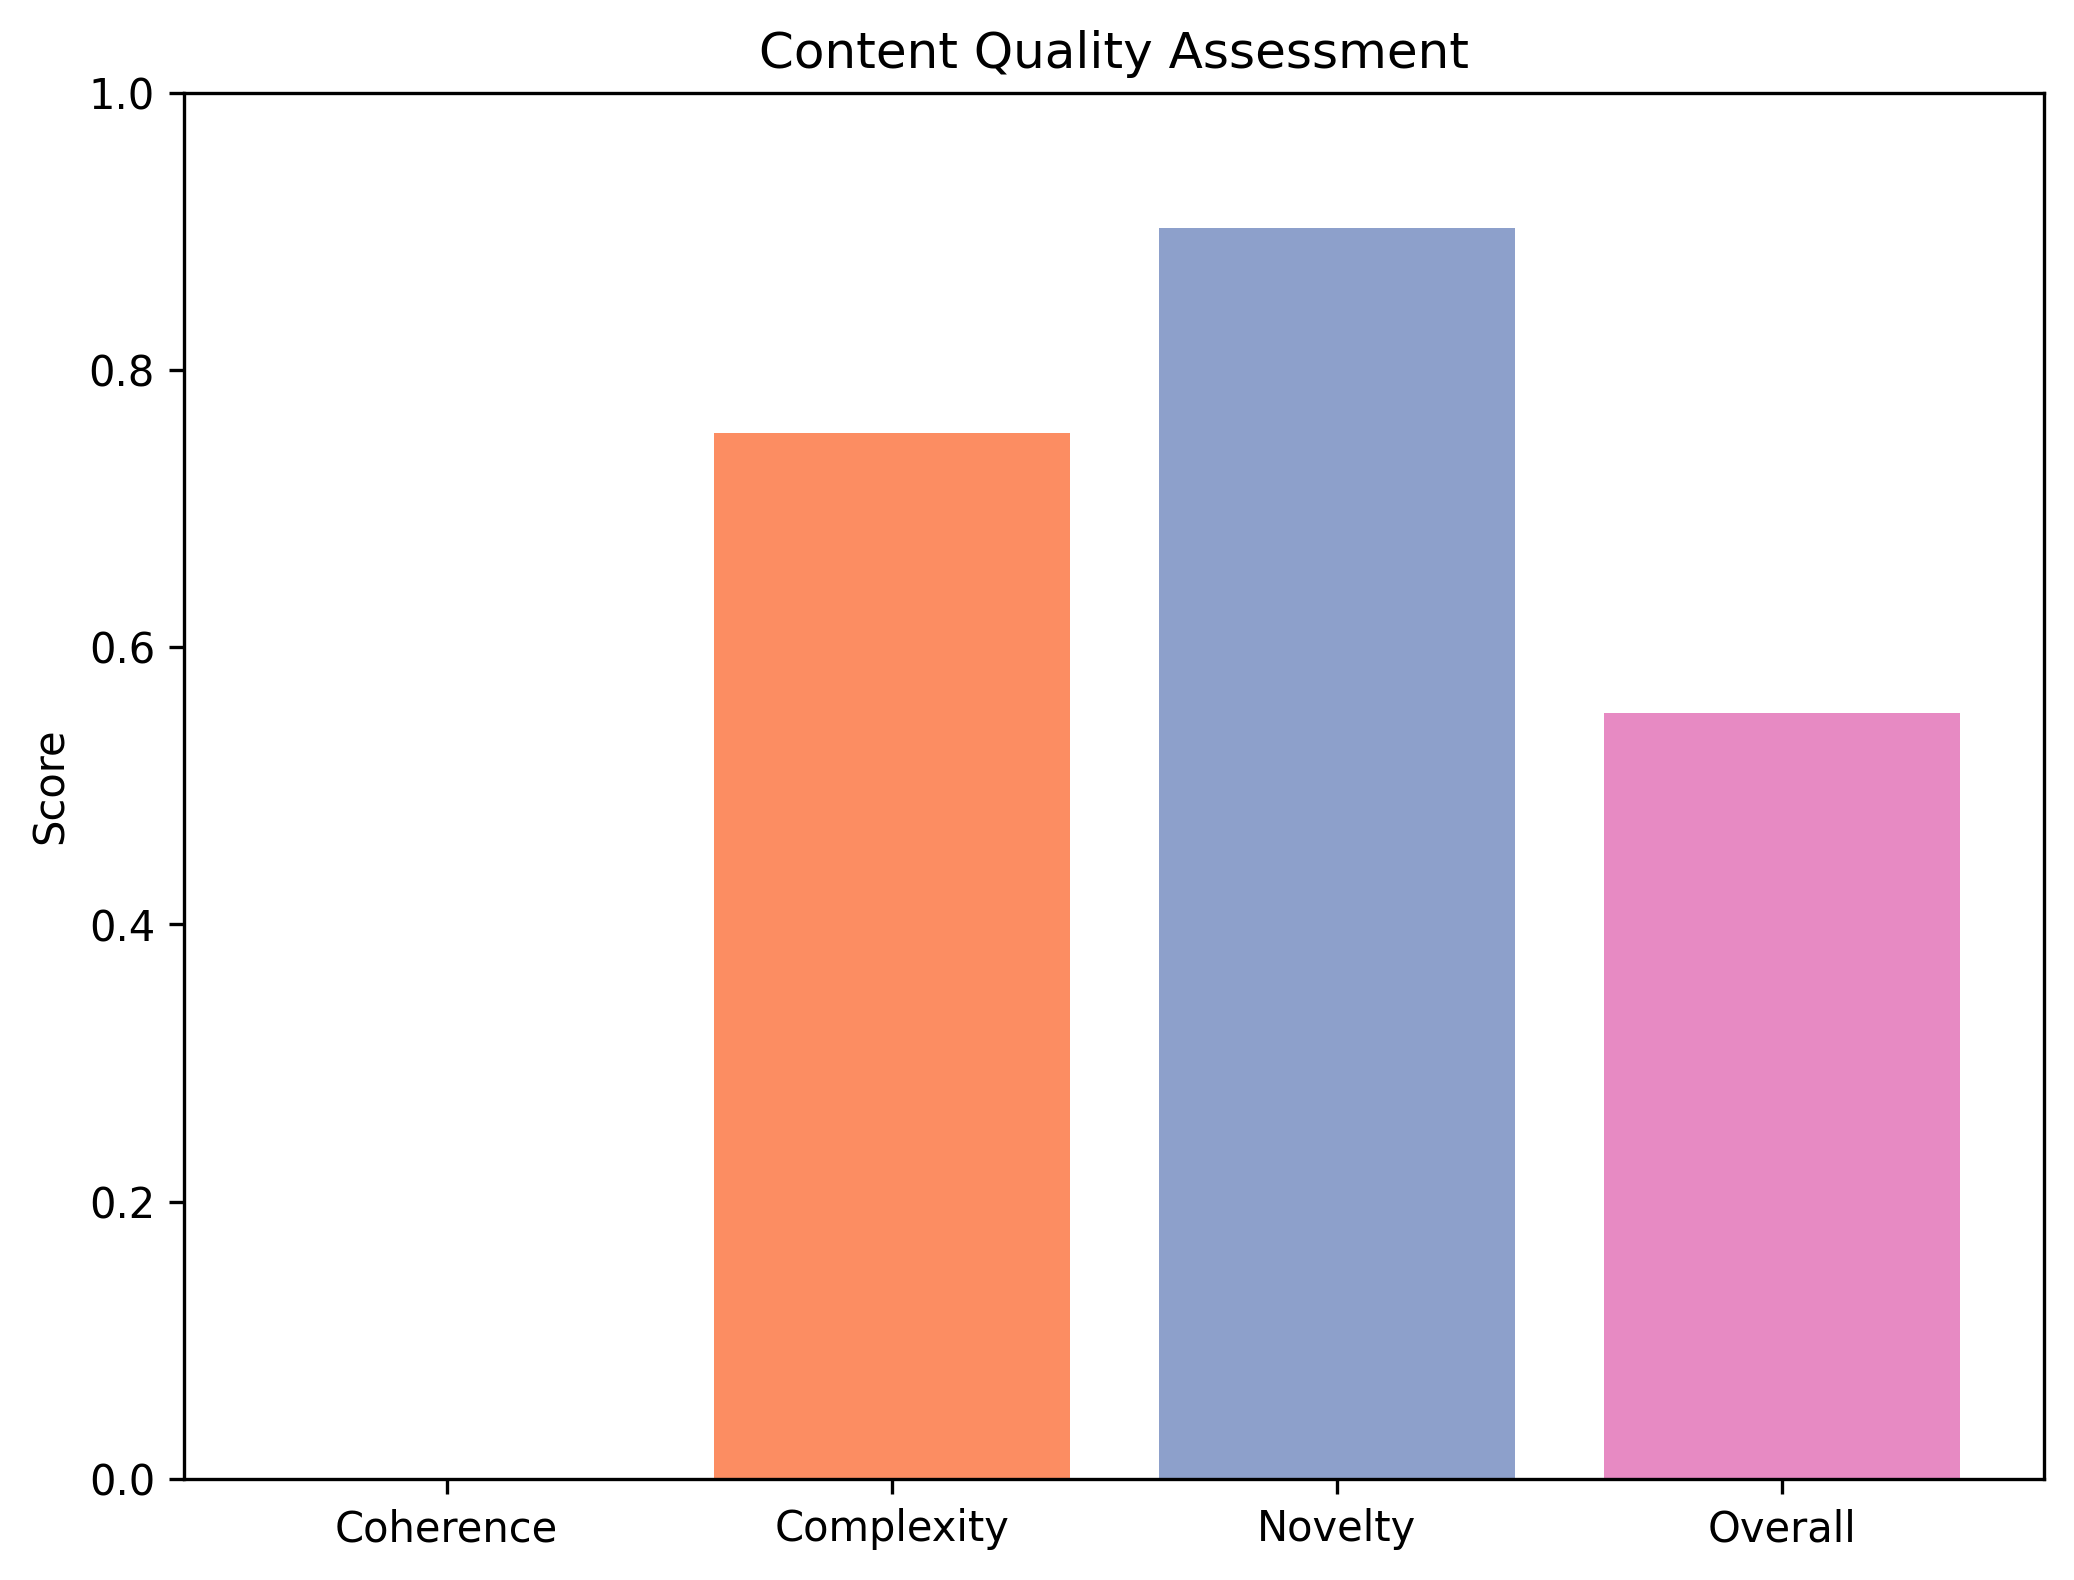 Content Quality Assessment
1.0
0.8
0.6
0.4
0.2
0.0
Score
Coherence
Complexity
Novelty
Overall